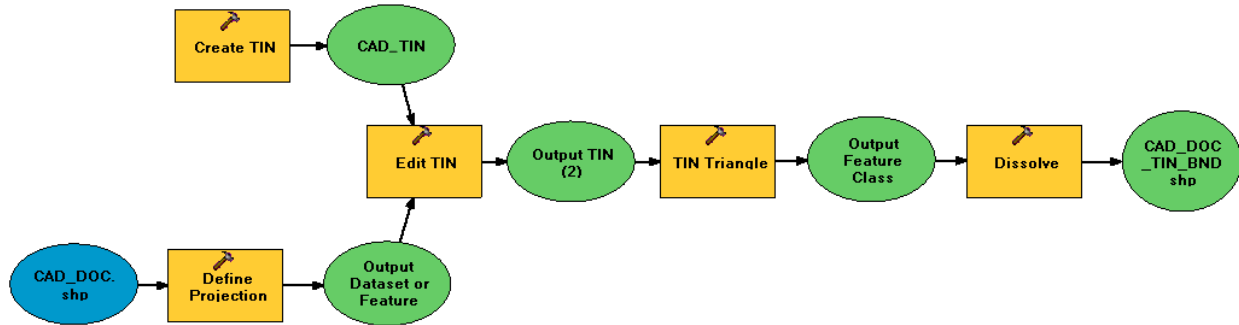 Create TIN
CAD_TIN
Edit TIN
Output TIN
(2)
TIN Triangle
Output
Feature
Class
Dissolve
CAD_DOC
_TIN_BND
shp
CAD_DOC.
shp
Define
Projection
Output
Dataset or
Feature